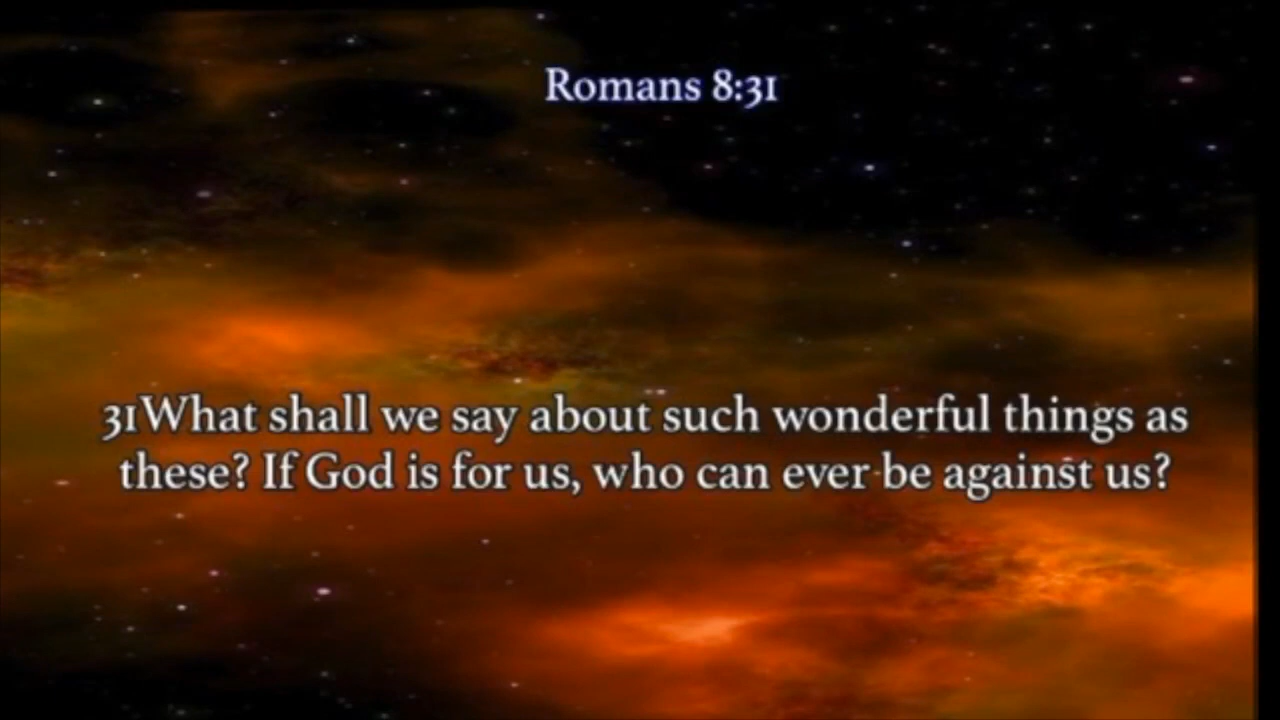 Romans 8:31
31What shall we say about such wonderful things as
these? If God is for us, who can ever be against us?